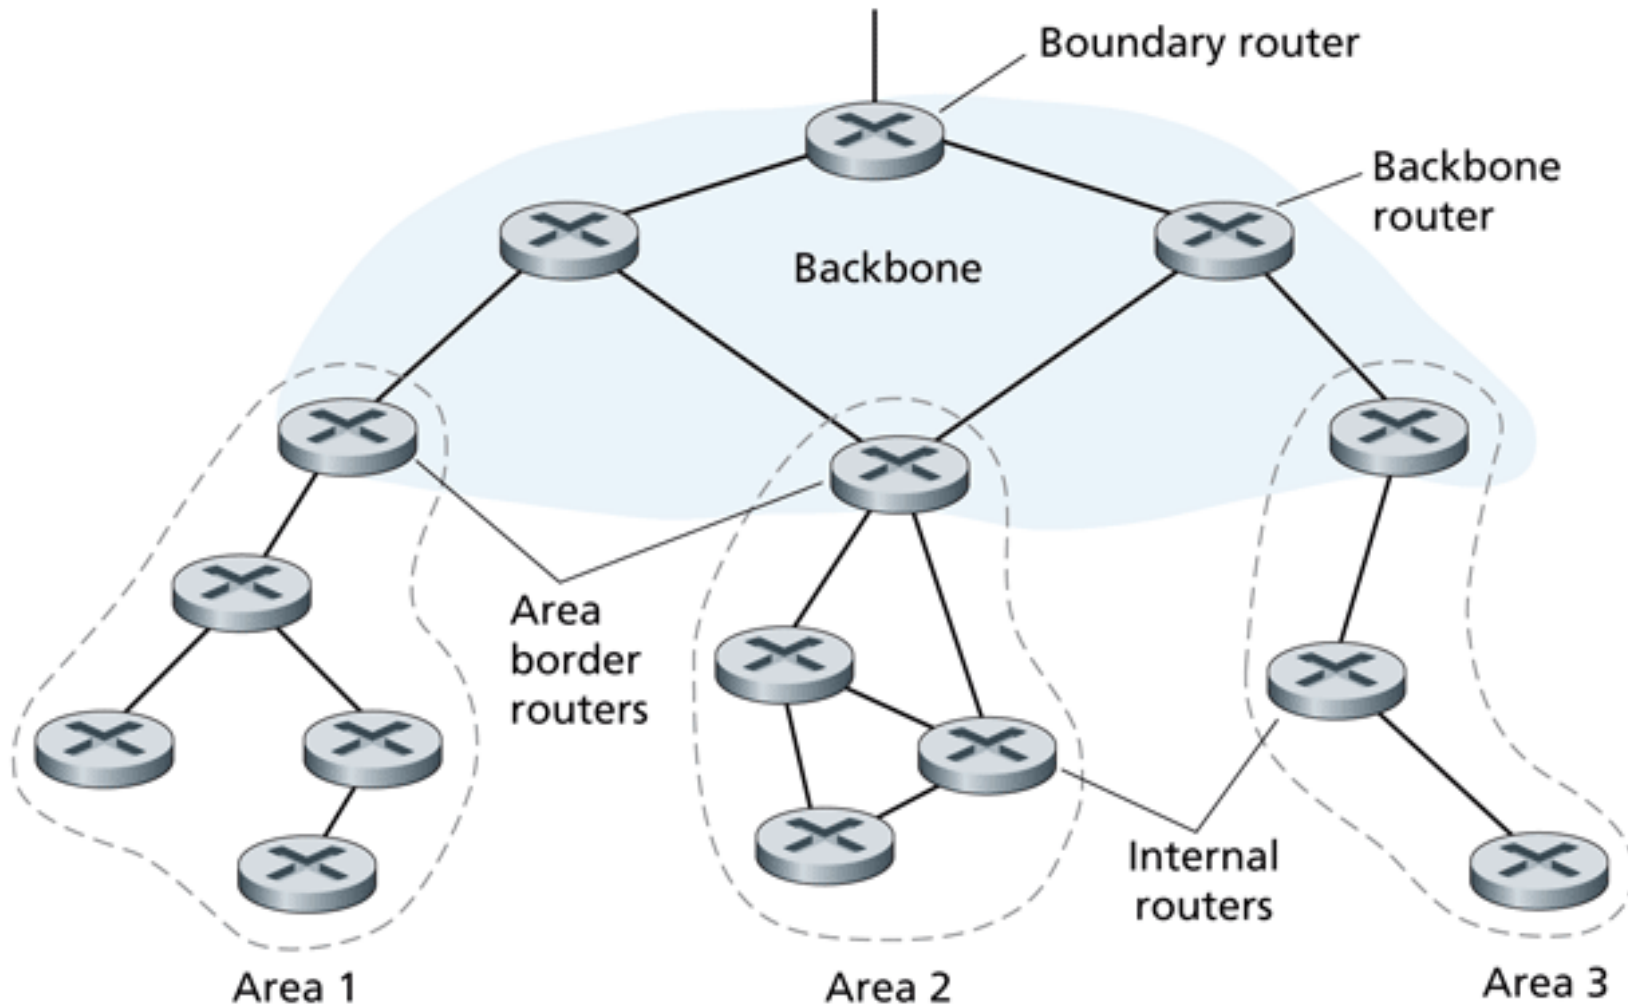 Boundary router
Backbone
router
Backbone
Area
border
routers
Internal
routers
Area 1
Area 2
Area 3